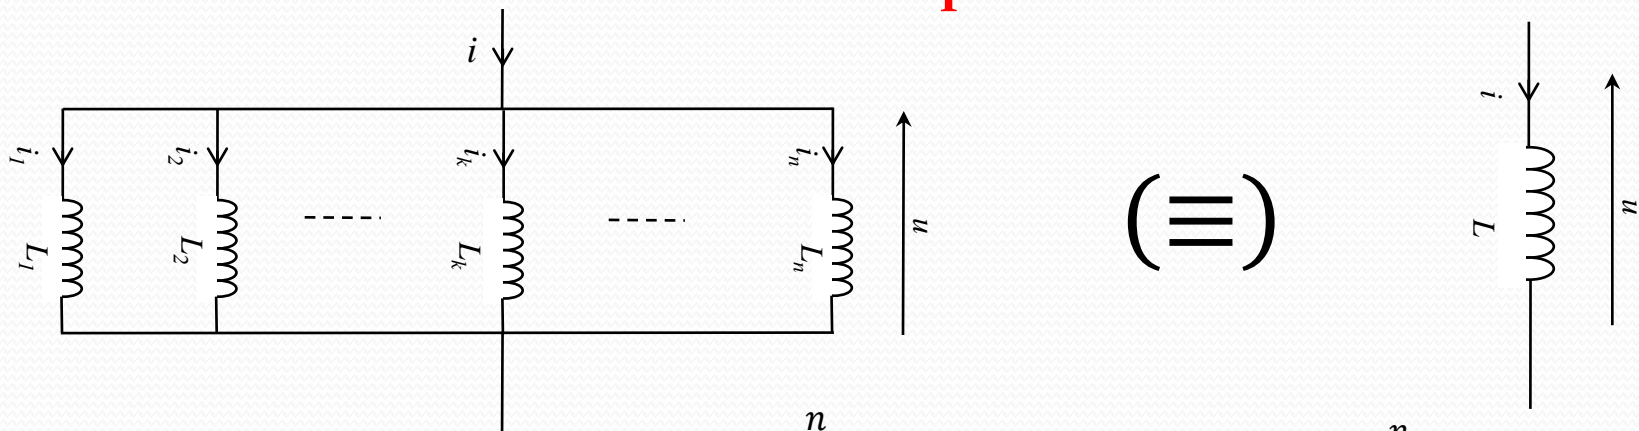 i
i₁ i₂ iₖ iₙ i
L₁ L₂ Lₖ Lₙ u (≡) L u
n